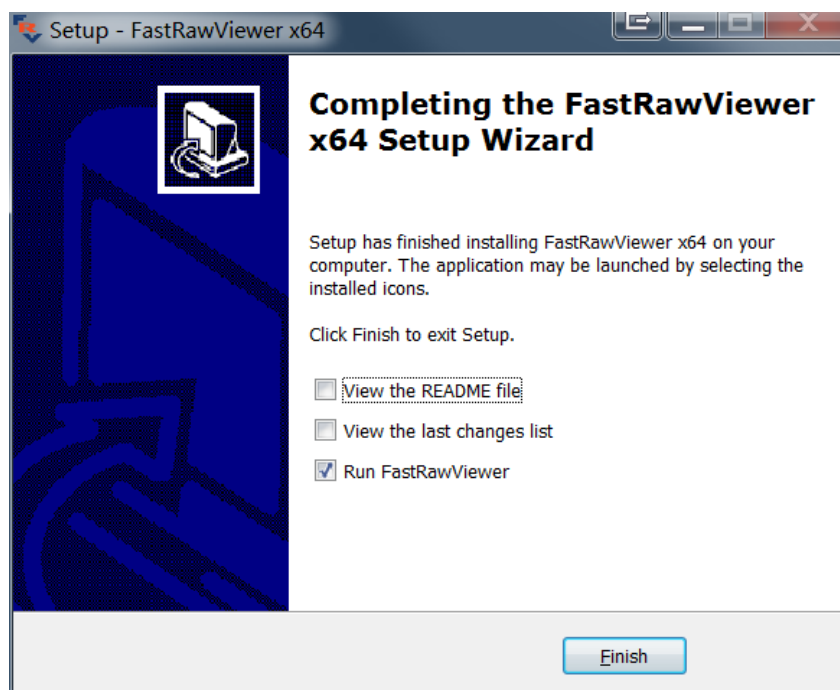 Setup - FastRawViewer x64
Completing the FastRawViewer
x64 Setup Wizard
Setup has finished installing FastRawViewer x64 on your
computer. The application may be launched by selecting the
installed icons.
Click Finish to exit Setup.
View the README file
View the last changes list
Run FastRawViewer
Finish